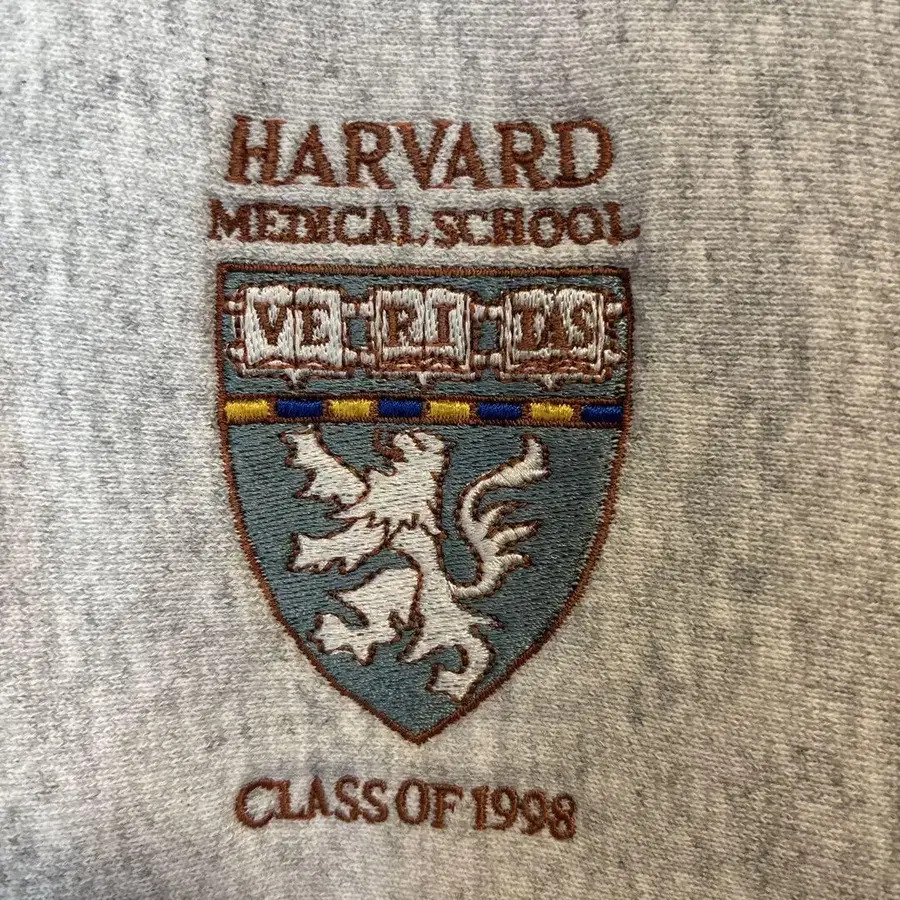 HARVARD
MEDICAL SCHOOL
VE RI TAS
CLASS OF 1998